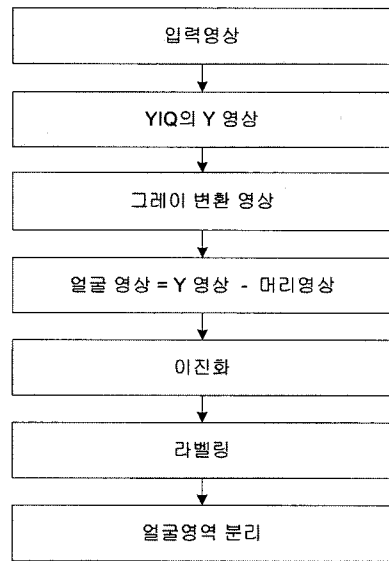 입력영상
YIQ의 Y 영상
그레이 변환 영상
얼굴 영상 = Y 영상 - 머리영상
이진화
라벨링
얼굴영역 분리